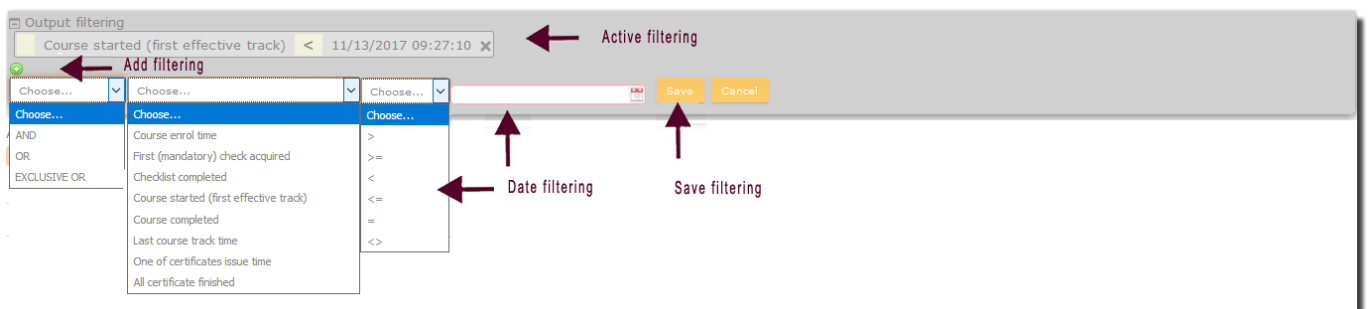 Output filtering
Course started (first effective track) < 11/13/2017 09:27:10
Active filtering
Add filtering
Choose... Choose... Choose... Save Cancel
Choose... Choose... Choose...
AND Course enrol time >
OR First (mandatory) check acquired >=
EXCLUSIVE OR Checklist completed <
Date filtering
Save filtering
Course started (first effective track) <=
Course completed =
Last course track time <>
One of certificates issue time
All certificate finished